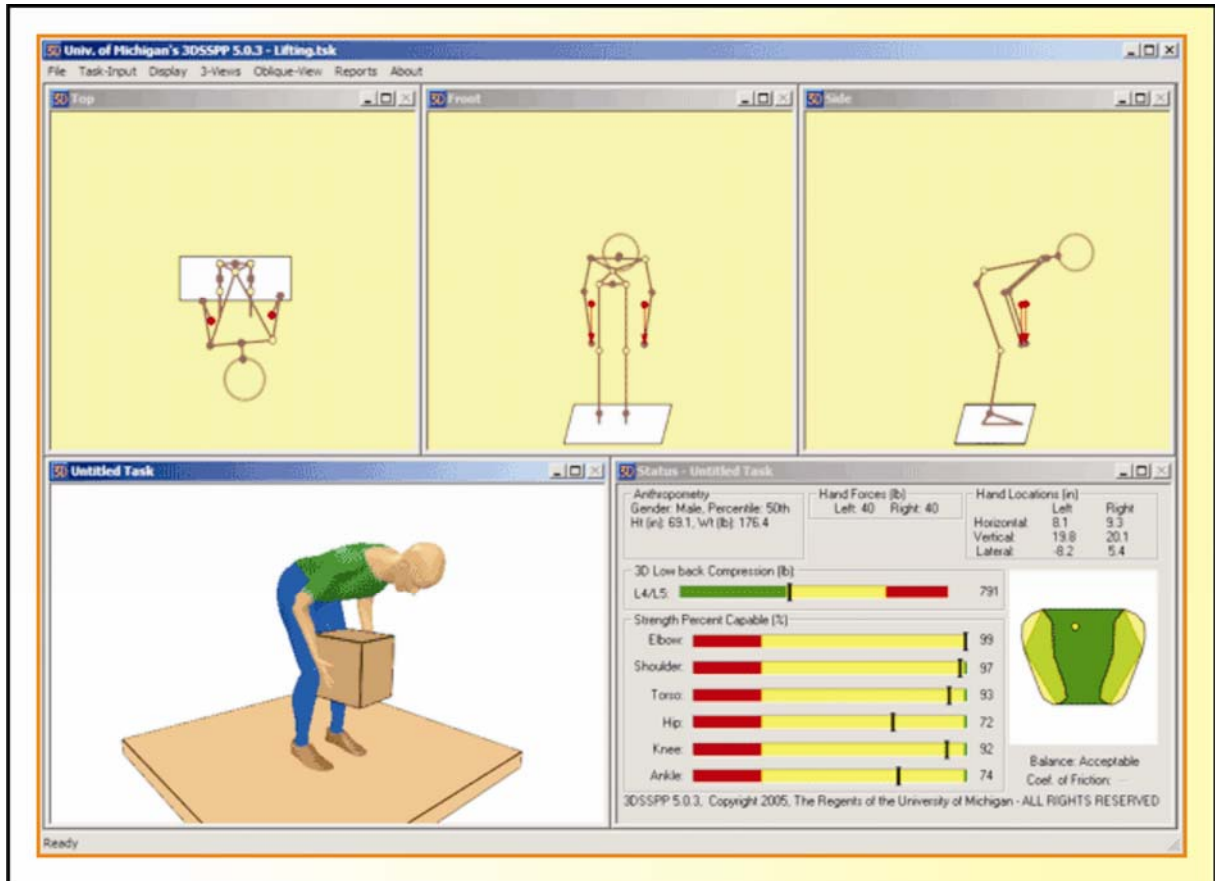 Univ. of Michigan's 3DSSPP 5.0.3 - Lifting.tsk
File Task-Input Display 3-Views Oblique-View Reports About
3D Top
3D Front
3D Side
3D Untitled Task
3D Status - Untitled Task
Anthropometry
Gender: Male, Percentile: 50th
Ht (in): 69.1, Wt (lb): 176.4
Hand Forces (lb)
Left: 40 Right: 40
Hand Locations (in)
Left Right
Horizontal: 8.1 9.3
Vertical: 19.8 20.1
Lateral: -8.2 5.4
3D Low back Compression (lb)
L4/L5: 791
Strength Percent Capable (%)
Elbow: 99
Shoulder: 97
Torso: 93
Hip: 72
Knee: 92
Ankle: 74
Balance: Acceptable
Coef. of Friction: --
3DSSPP 5.0.3, Copyright 2005, The Regents of the University of Michigan - ALL RIGHTS RESERVED
Ready